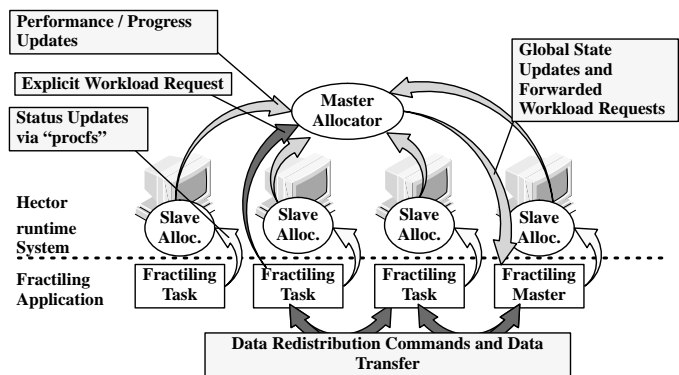 Performance / Progress
Updates
Explicit Workload Request
Status Updates
via “procfs”
Global State
Updates and
Forwarded
Workload Requests
Master
Allocator
Hector
runtime
System
Slave
Alloc.
Slave
Alloc.
Slave
Alloc.
Slave
Alloc.
Fractiling
Application
Fractiling
Task
Fractiling
Task
Fractiling
Task
Fractiling
Master
Data Redistribution Commands and Data
Transfer